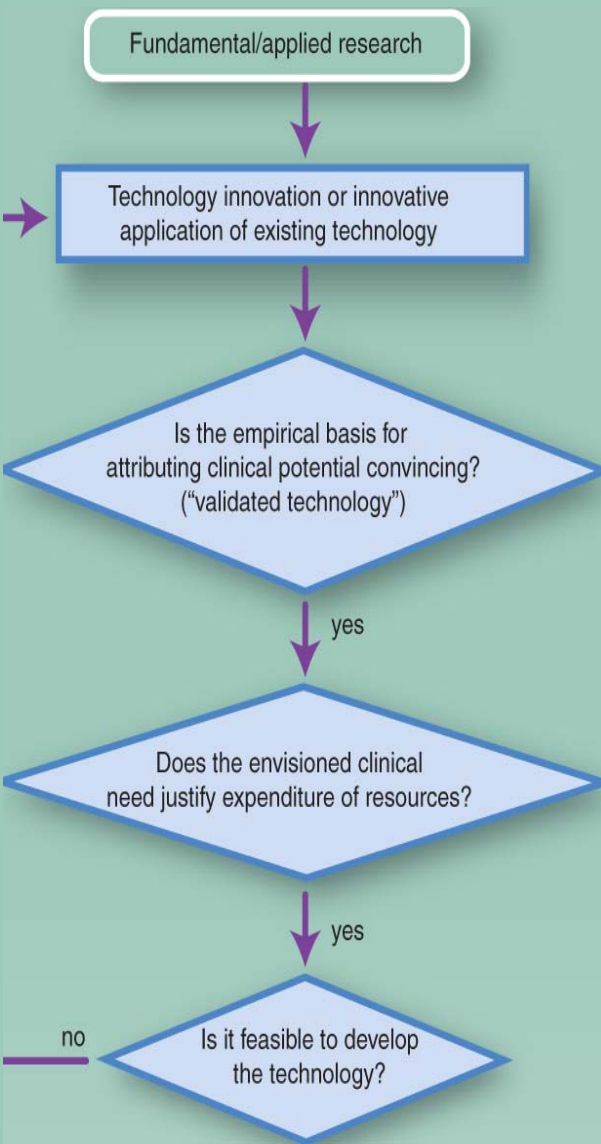 Fundamental/applied research
Technology innovation or innovative
application of existing technology
Is the empirical basis for
attributing clinical potential convincing?
(“validated technology”)
yes
Does the envisioned clinical
need justify expenditure of resources?
yes
no
Is it feasible to develop
the technology?